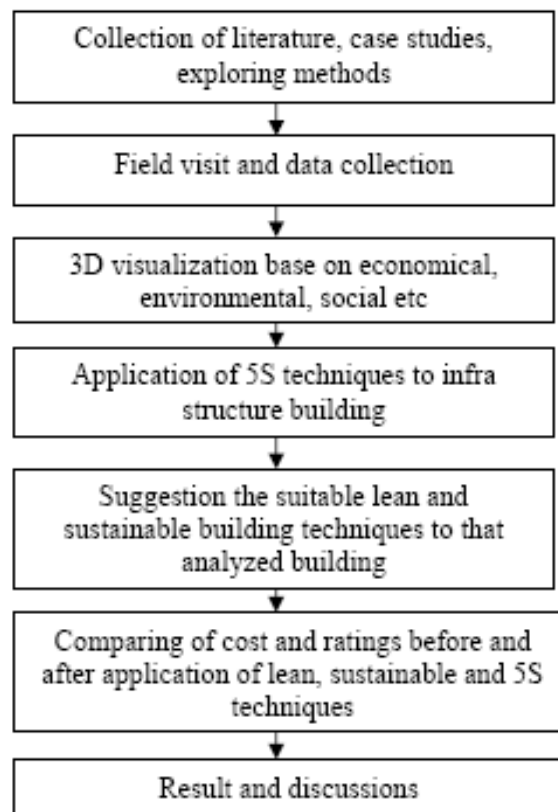 Collection of literature, case studies,
exploring methods
Field visit and data collection
3D visualization base on economical,
environmental, social etc
Application of 5S techniques to infra
structure building
Suggestion the suitable lean and
sustainable building techniques to that
analyzed building
Comparing of cost and ratings before and
after application of lean, sustainable and 5S
techniques
Result and discussions